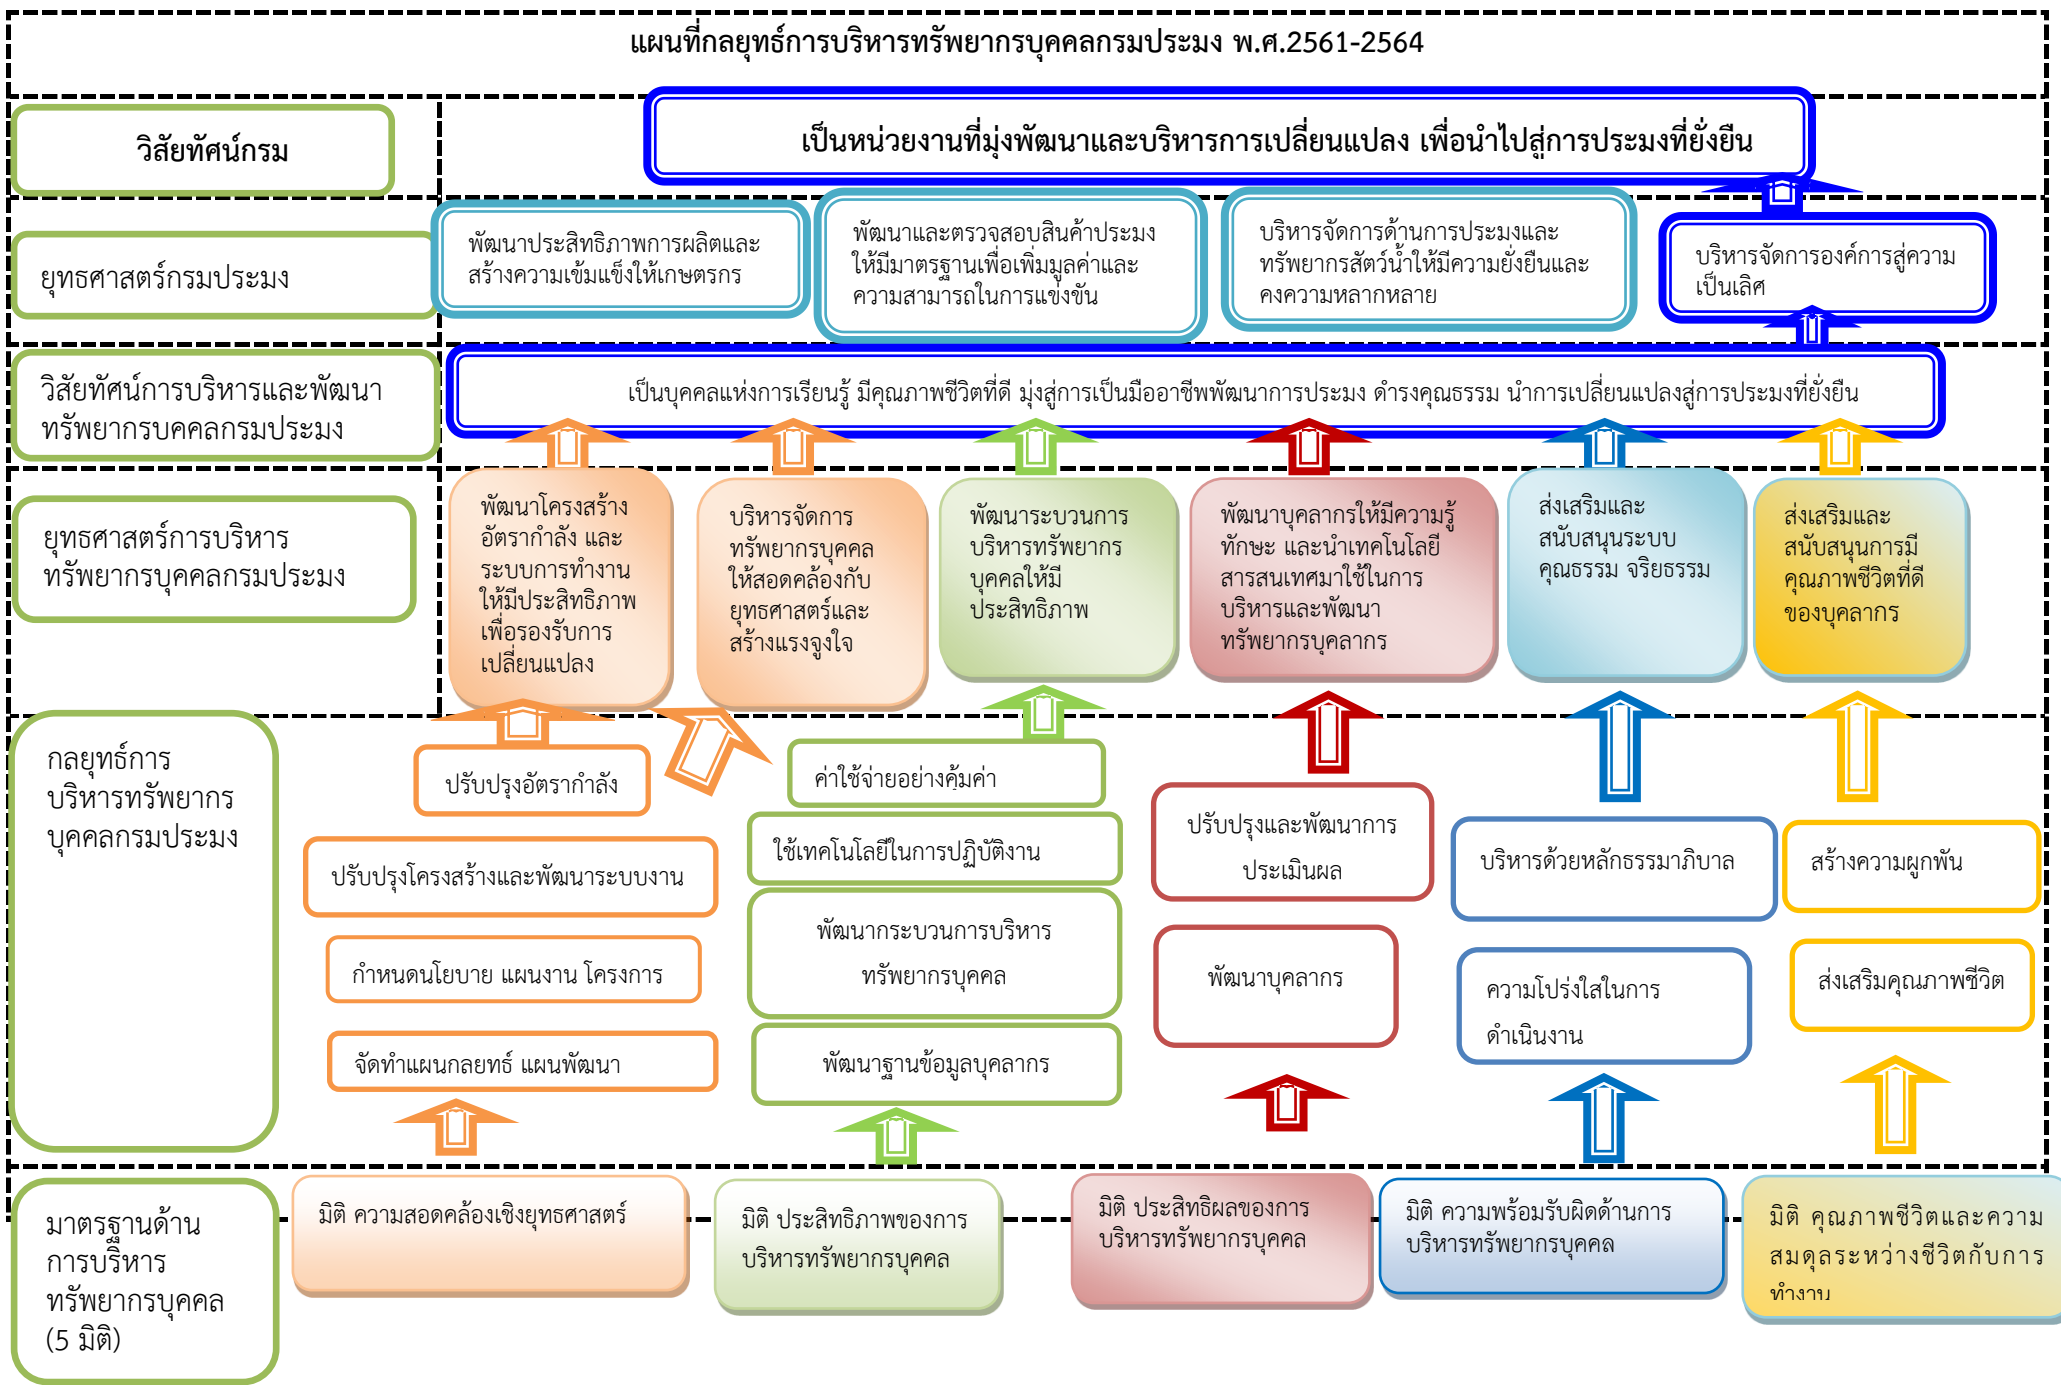 แผนที่กลยุทธ์การบริหารทรัพยากรบุคคลกรมประมง พ.ศ.2561-2564
วิสัยทัศน์กรม
เป็นหน่วยงานที่มุ่งพัฒนาและบริหารการเปลี่ยนแปลง เพื่อนำไปสู่การประมงที่ยั่งยืน
ยุทธศาสตร์กรมประมง
พัฒนาประสิทธิภาพการผลิตและ
สร้างความเข้มแข็งให้เกษตรกร
พัฒนาและตรวจสอบสินค้าประมง
ให้มีมาตรฐานเพื่อเพิ่มมูลค่าและ
ความสามารถในการแข่งขัน
บริหารจัดการด้านการประมงและ
ทรัพยากรสัตว์น้ำให้มีความยั่งยืนและ
คงความหลากหลาย
บริหารจัดการองค์การสู่ความ
เป็นเลิศ
วิสัยทัศน์การบริหารและพัฒนา
ทรัพยากรบคคลกรมประมง
เป็นบุคคลแห่งการเรียนรู้ มีคุณภาพชีวิตที่ดี มุ่งสู่การเป็นมืออาชีพพัฒนาการประมง ดำรงคุณธรรม นำการเปลี่ยนแปลงสู่การประมงที่ยั่งยืน
ยุทธศาสตร์การบริหาร
ทรัพยากรบุคคลกรมประมง
พัฒนาโครงสร้าง
อัตรากำลัง และ
ระบบการทำงาน
ให้มีประสิทธิภาพ
เพื่อรองรับการ
เปลี่ยนแปลง
บริหารจัดการ
ทรัพยากรบุคคล
ให้สอดคล้องกับ
ยุทธศาสตร์และ
สร้างแรงจูงใจ
พัฒนาระบวนการ
บริหารทรัพยากร
บุคคลให้มี
ประสิทธิภาพ
พัฒนาบุคลากรให้มีความรู้
ทักษะ และนำเทคโนโลยี
สารสนเทศมาใช้ในการ
บริหารและพัฒนา
ทรัพยากรบุคลากร
ส่งเสริมและ
สนับสนุนระบบ
คุณธรรม จริยธรรม
ส่งเสริมและ
สนับสนุนการมี
คุณภาพชีวิตที่ดี
ของบุคลากร
กลยุทธ์การ
บริหารทรัพยากร
บุคคลกรมประมง
ปรับปรุงอัตรากำลัง
ปรับปรุงโครงสร้างและพัฒนาระบบงาน
กำหนดนโยบาย แผนงาน โครงการ
จัดทำแผนกลยทธ์ แผนพัฒนา
ค่าใช้จ่ายอย่างคุ้มค่า
ใช้เทคโนโลยีในการปฏิบัติงาน
พัฒนากระบวนการบริหาร
ทรัพยากรบุคคล
พัฒนาฐานข้อมูลบุคลากร
ปรับปรุงและพัฒนาการ
ประเมินผล
พัฒนาบุคลากร
บริหารด้วยหลักธรรมาภิบาล
ความโปร่งใสในการ
ดำเนินงาน
สร้างความผูกพัน
ส่งเสริมคุณภาพชีวิต
มาตรฐานด้าน
การบริหาร
ทรัพยากรบุคคล
(5 มิติ)
มิติ ความสอดคล้องเชิงยุทธศาสตร์
มิติ ประสิทธิภาพของการ
บริหารทรัพยากรบุคคล
มิติ ประสิทธิผลของการ
บริหารทรัพยากรบุคคล
มิติ ความพร้อมรับผิดด้านการ
บริหารทรัพยากรบุคคล
มิติ คุณภาพชีวิตและความ
สมดุลระหว่างชีวิตกับการ
ทำงาน